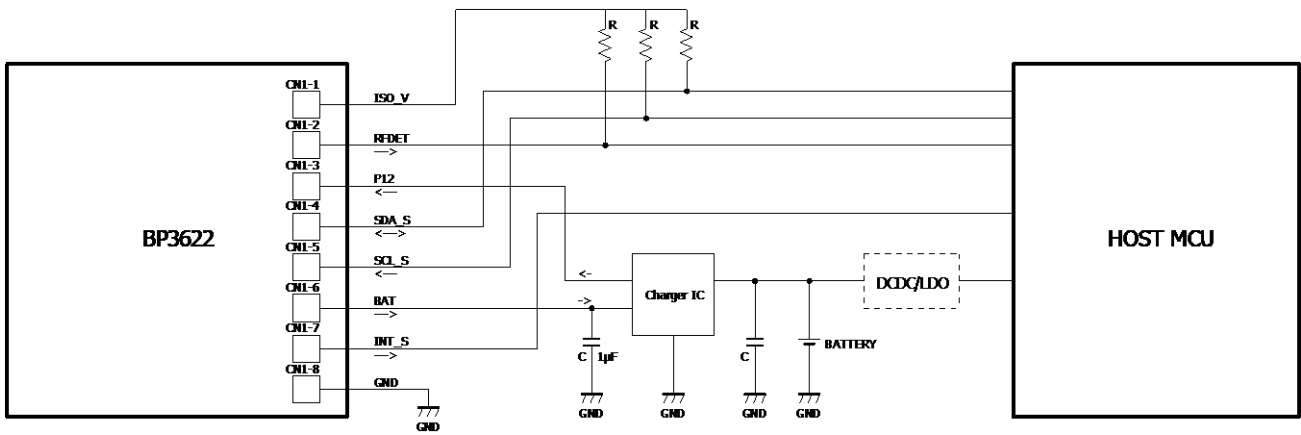 R R R
CN1-1
ISO_V
CN1-2
RFDET
CN1-3
P12
CN1-4
SDA_S
BP3622
HOST MCU
CN1-5
SCL_S
CN1-6
BAT
Charger IC
DCDC/LDO
CN1-7
INT_S
C 1μF
C
BATTERY
CN1-8
GND
GND
GND
GND
GND
GND